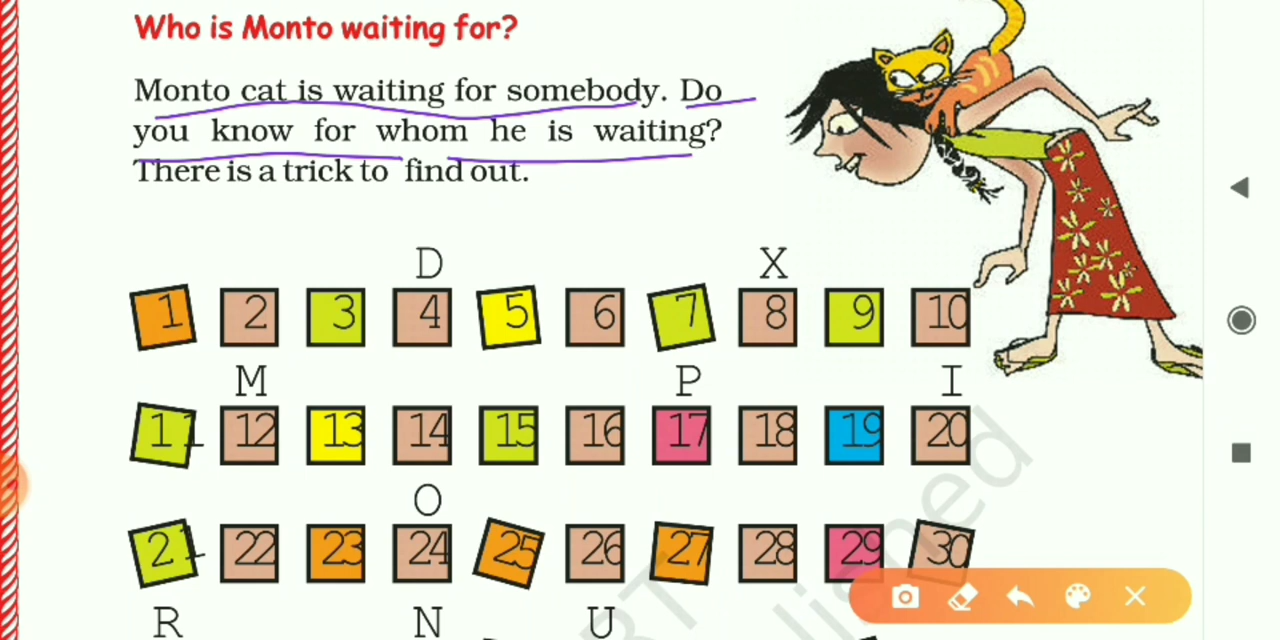 Who is Monto waiting for?
Monto cat is waiting for somebody. Do
you know for whom he is waiting?
There is a trick to find out.
D X
1 2 3 4 5 6 7 8 9 10
M P I
11 12 13 14 15 16 17 18 19 20
O
21 22 23 24 25 26 27 28 29 30
R N U